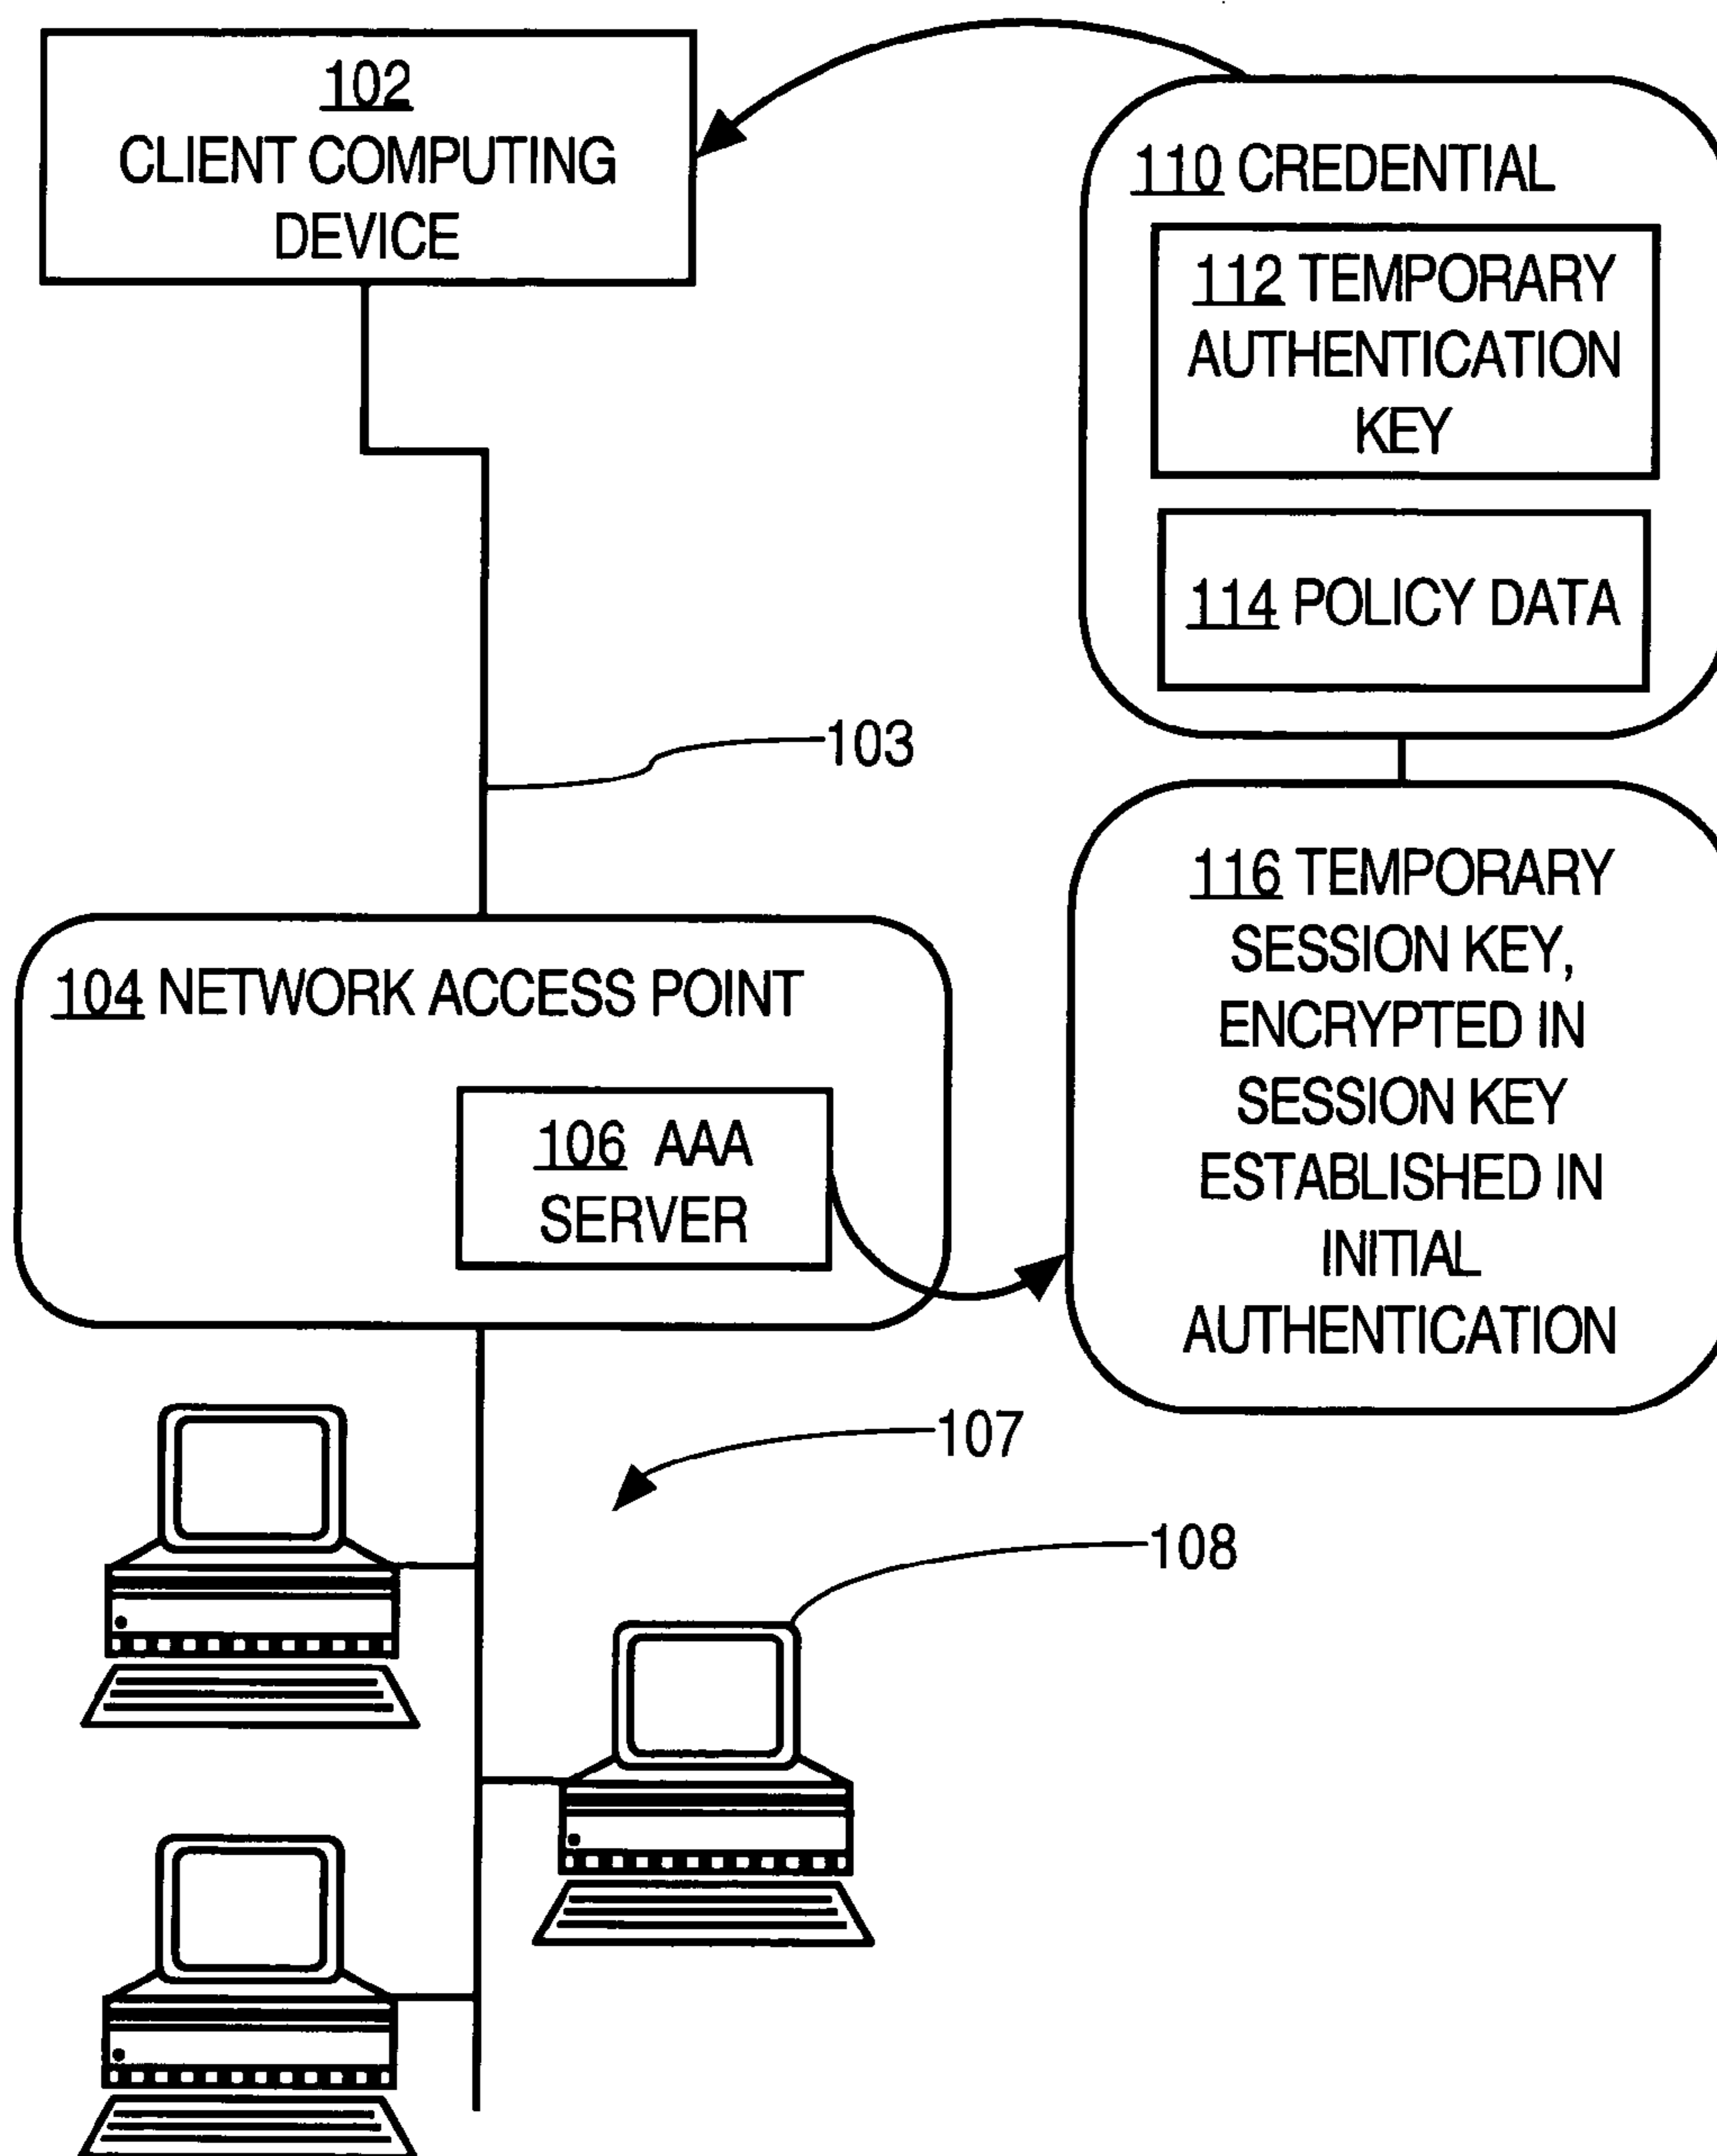 102
CLIENT COMPUTING
DEVICE
110 CREDENTIAL
112 TEMPORARY
AUTHENTICATION
KEY
114 POLICY DATA
103
116 TEMPORARY
SESSION KEY,
ENCRYPTED IN
SESSION KEY
ESTABLISHED IN
INITIAL
AUTHENTICATION
104 NETWORK ACCESS POINT
106 AAA
SERVER
107
108